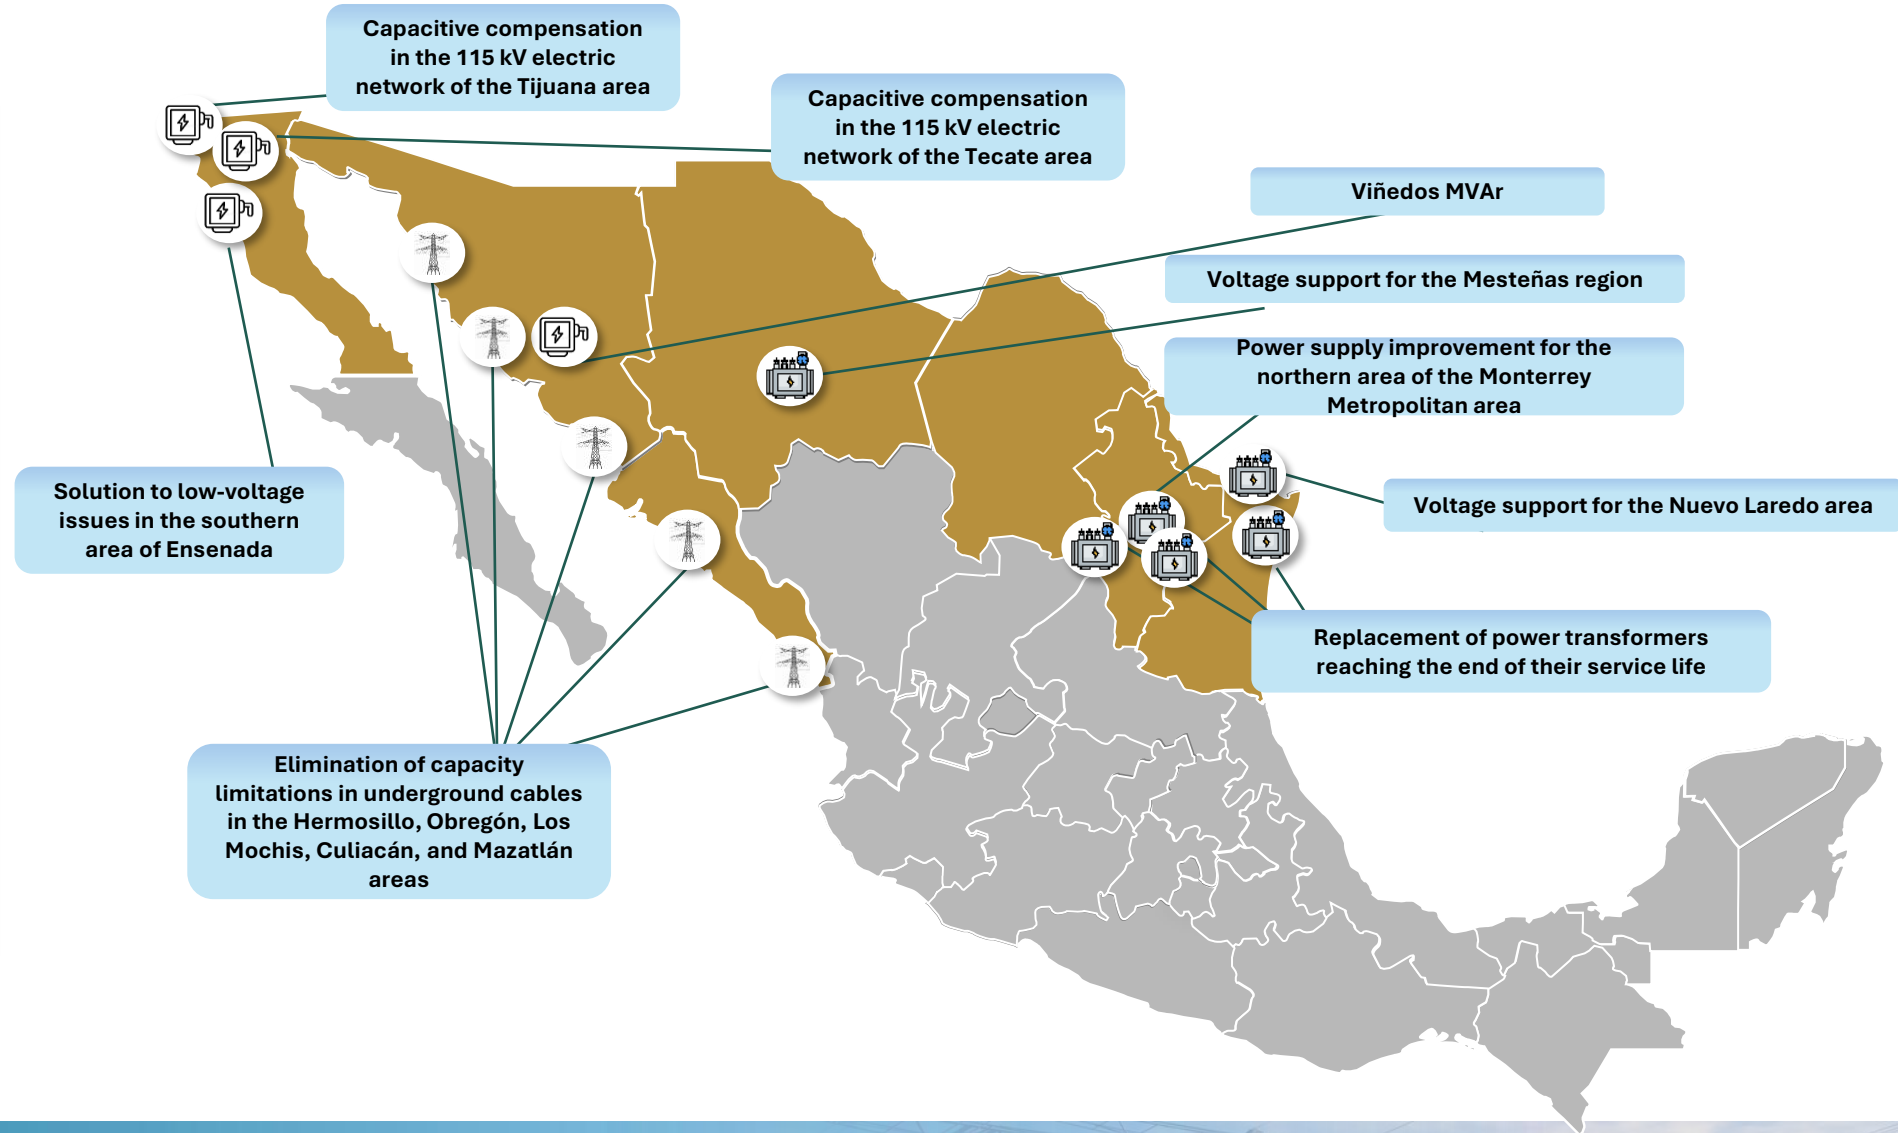 Capacitive compensation
in the 115 kV electric
network of the Tijuana area
Capacitive compensation
in the 115 kV electric
network of the Tecate area
Viñedos MVAr
Voltage support for the Mesteñas region
Power supply improvement for the
northern area of the Monterrey
Metropolitan area
Solution to low-voltage
issues in the southern
area of Ensenada
Voltage support for the Nuevo Laredo area
Replacement of power transformers
reaching the end of their service life
Elimination of capacity
limitations in underground cables
in the Hermosillo, Obregón, Los
Mochis, Culiacán, and Mazatlán
areas